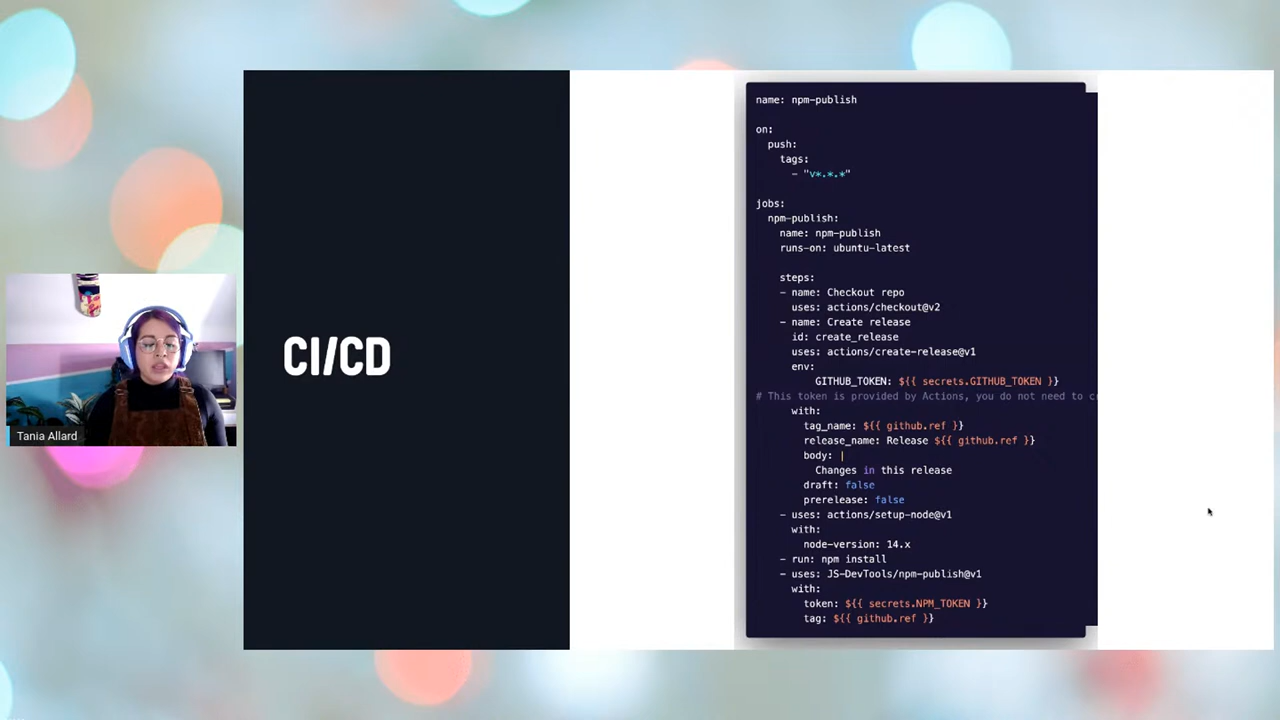 CI/CD
Tania Allard
name: npm-publish
on:
push:
tags:
- "v*.*.*"
jobs:
npm-publish:
name: npm-publish
runs-on: ubuntu-latest
steps:
- name: Checkout repo
uses: actions/checkout@v2
- name: Create release
id: create_release
uses: actions/create-release@v1
env:
GITHUB_TOKEN: ${{ secrets.GITHUB_TOKEN }}
# This token is provided by Actions, you do not need to cr
with:
tag_name: ${{ github.ref }}
release_name: Release ${{ github.ref }}
body: |
Changes in this release
draft: false
prerelease: false
- uses: actions/setup-node@v1
with:
node-version: 14.x
- run: npm install
- uses: JS-DevTools/npm-publish@v1
with:
token: ${{ secrets.NPM_TOKEN }}
tag: ${{ github.ref }}